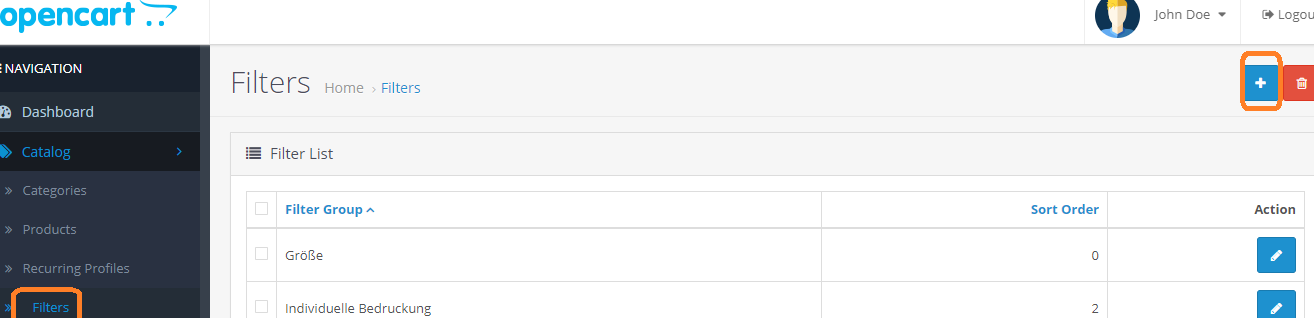 opencart
John Doe
Logou
NAVIGATION
Filters
Home › Filters
Dashboard
Catalog
Filter List
Categories
Filter Group
Sort Order
Action
Products
Größe
0
Recurring Profiles
Filters
Individuelle Bedruckung
2